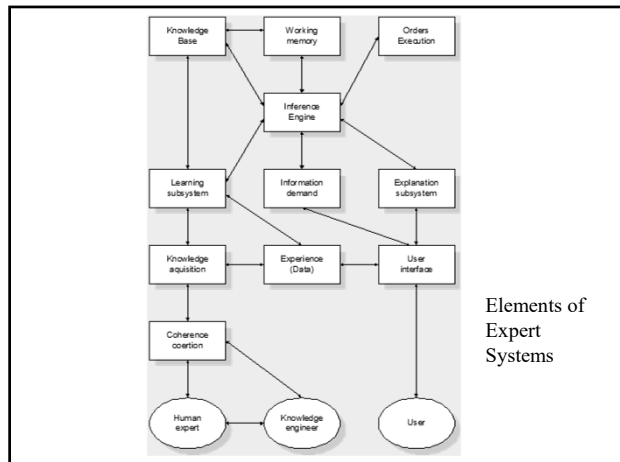 Knowledge
Base
Working
memory
Orders
Execution
Inference
Engine
Learning
subsystem
Information
demand
Explanation
subsystem
Knowledge
aquisition
Experience
(Data)
User
interface
Elements of
Expert
Systems
Coherence
coertion
Human
expert
Knowledge
engineer
User